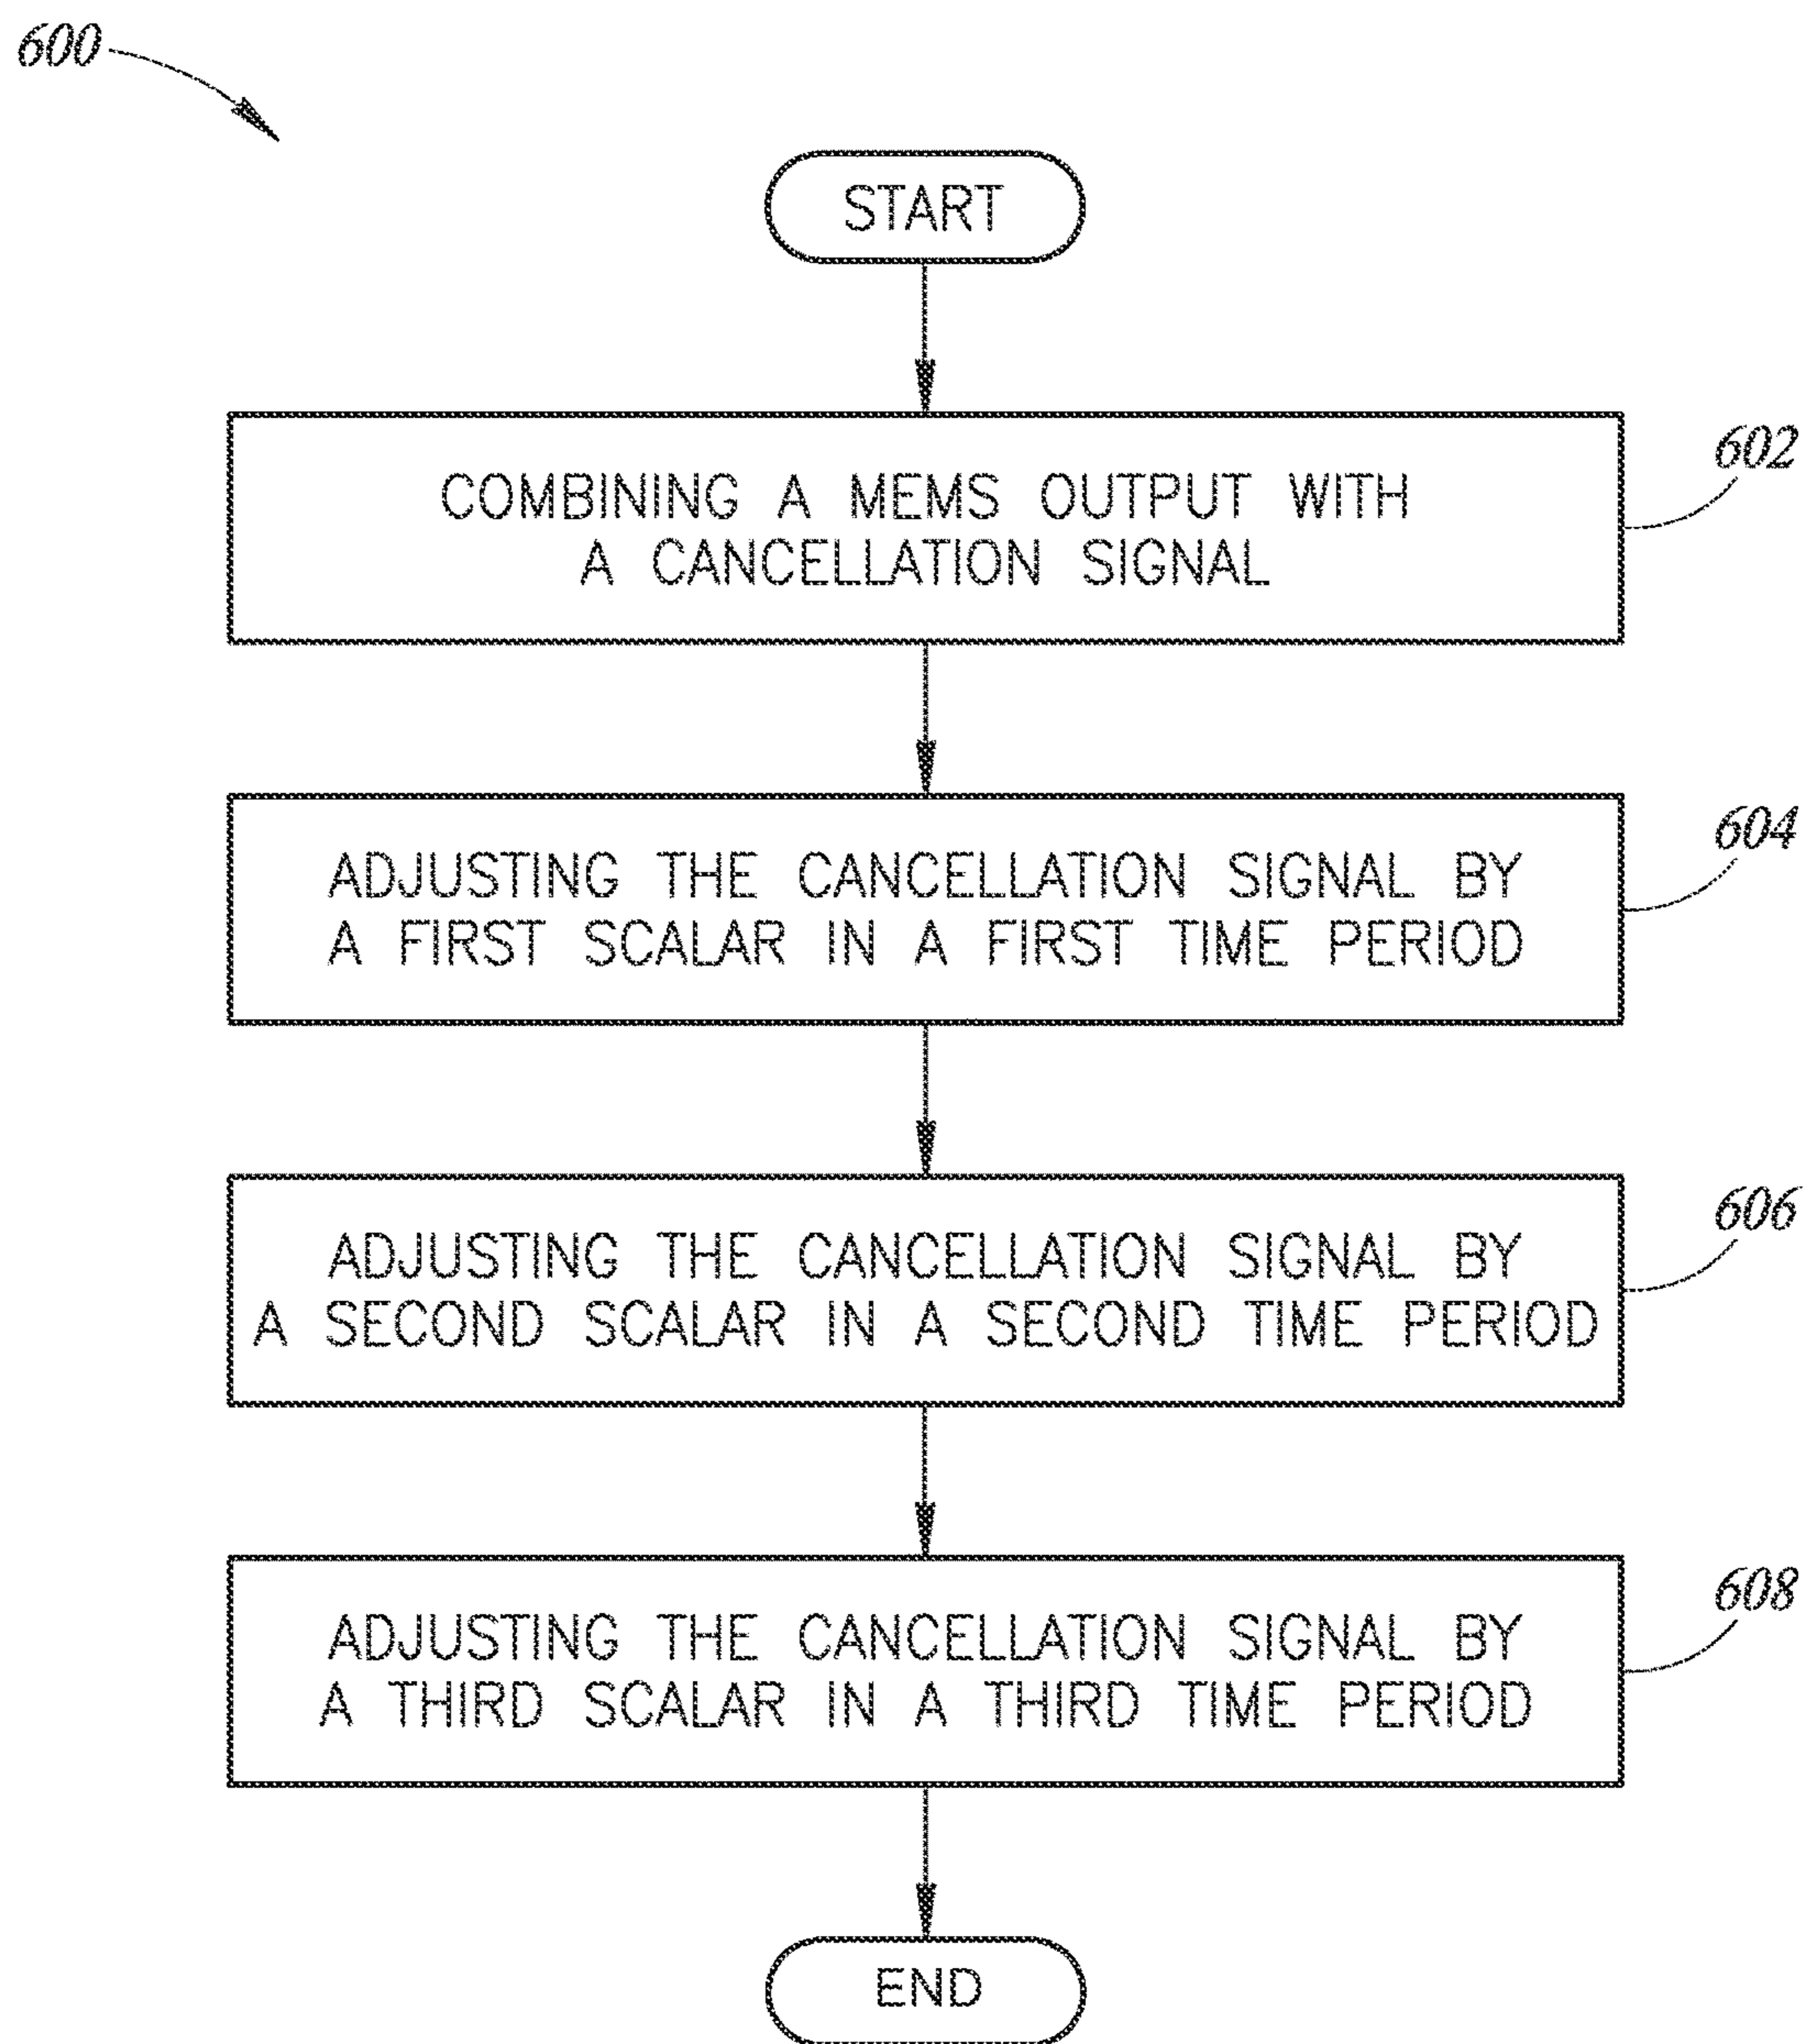 600
START
COMBINING A MEMS OUTPUT WITH
A CANCELLATION SIGNAL
602
ADJUSTING THE CANCELLATION SIGNAL BY
A FIRST SCALAR IN A FIRST TIME PERIOD
604
ADJUSTING THE CANCELLATION SIGNAL BY
A SECOND SCALAR IN A SECOND TIME PERIOD
606
ADJUSTING THE CANCELLATION SIGNAL BY
A THIRD SCALAR IN A THIRD TIME PERIOD
608
END